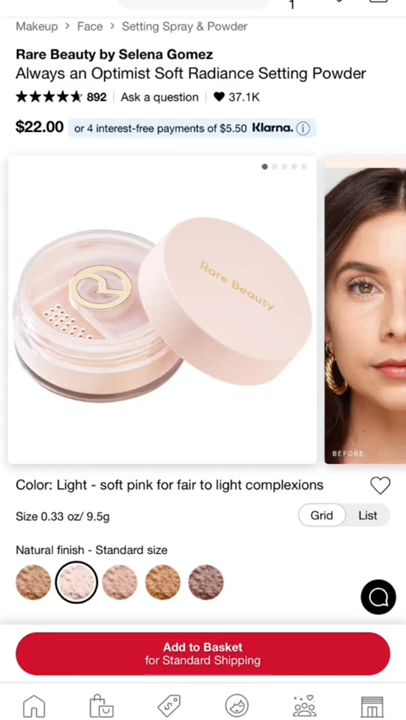 1
Makeup > Face > Setting Spray & Powder
Rare Beauty by Selena Gomez
Always an Optimist Soft Radiance Setting Powder
892 | Ask a question | 37.1K
$22.00 or 4 interest-free payments of $5.50 Klarna.
Rare Beauty
BEFORE
Color: Light - soft pink for fair to light complexions
Size 0.33 oz/ 9.5g
Grid List
Natural finish - Standard size
Add to Basket
for Standard Shipping